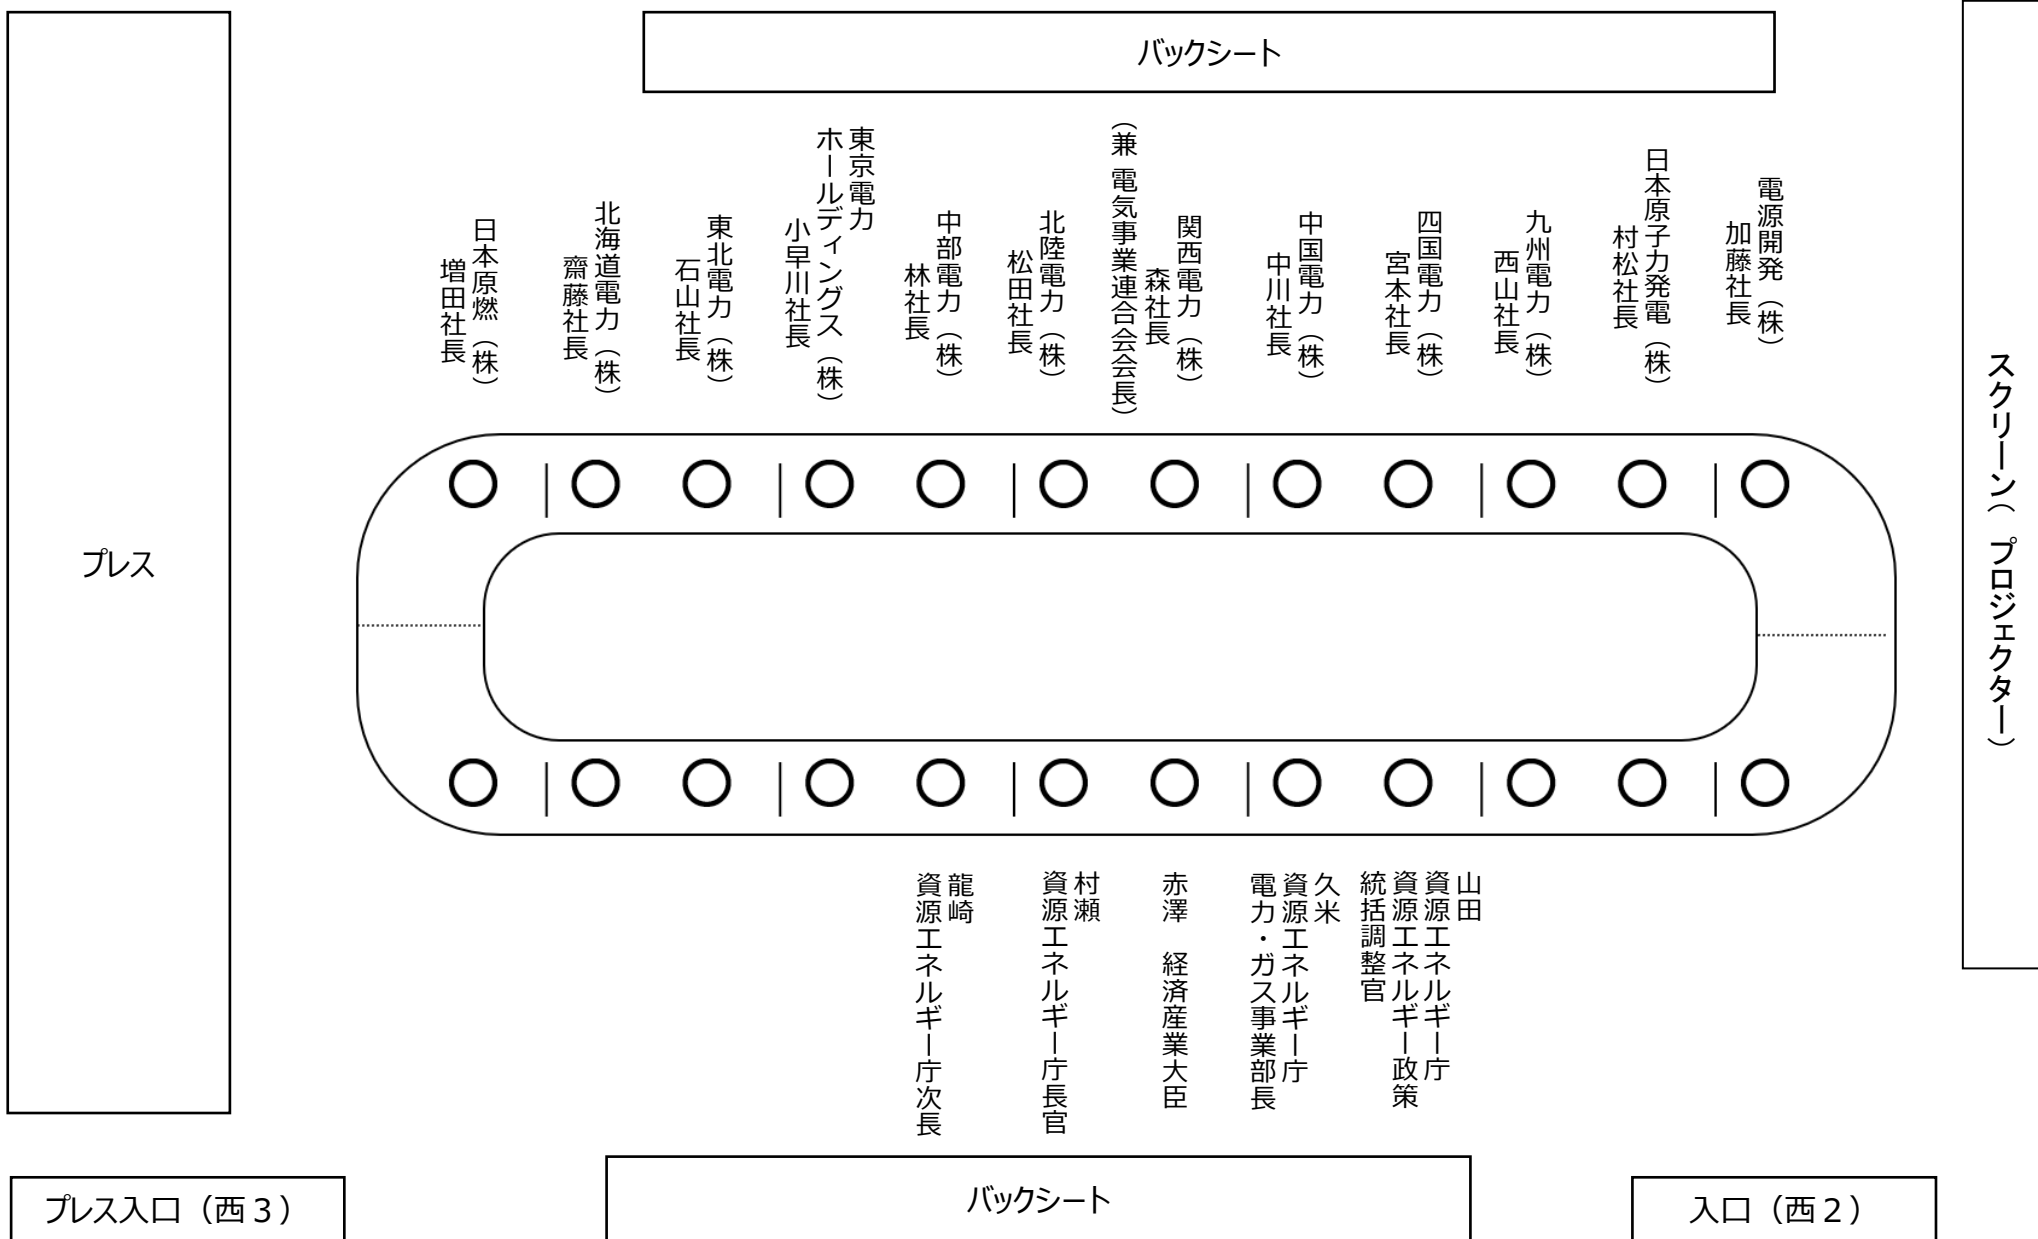 バックシート
プレス
日本原燃（株）
増田社長
北海道電力（株）
齋藤社長
東北電力（株）
石山社長
東京電力
ホールディングス（株）
小早川社長
中部電力（株）
林社長
北陸電力（株）
松田社長
関西電力（株）
森社長
（兼 電気事業連合会会長）
中国電力（株）
中川社長
四国電力（株）
宮本社長
九州電力（株）
西山社長
日本原子力発電（株）
村松社長
電源開発（株）
加藤社長
スクリーン（ プロジェクター）
龍崎
資源エネルギー庁次長
村瀬
資源エネルギー庁長官
赤澤　経済産業大臣
久米
資源エネルギー庁
電力・ガス事業部長
山田
資源エネルギー庁
資源エネルギー政策
統括調整官
プレス入口（西３）
バックシート
入口（西２）